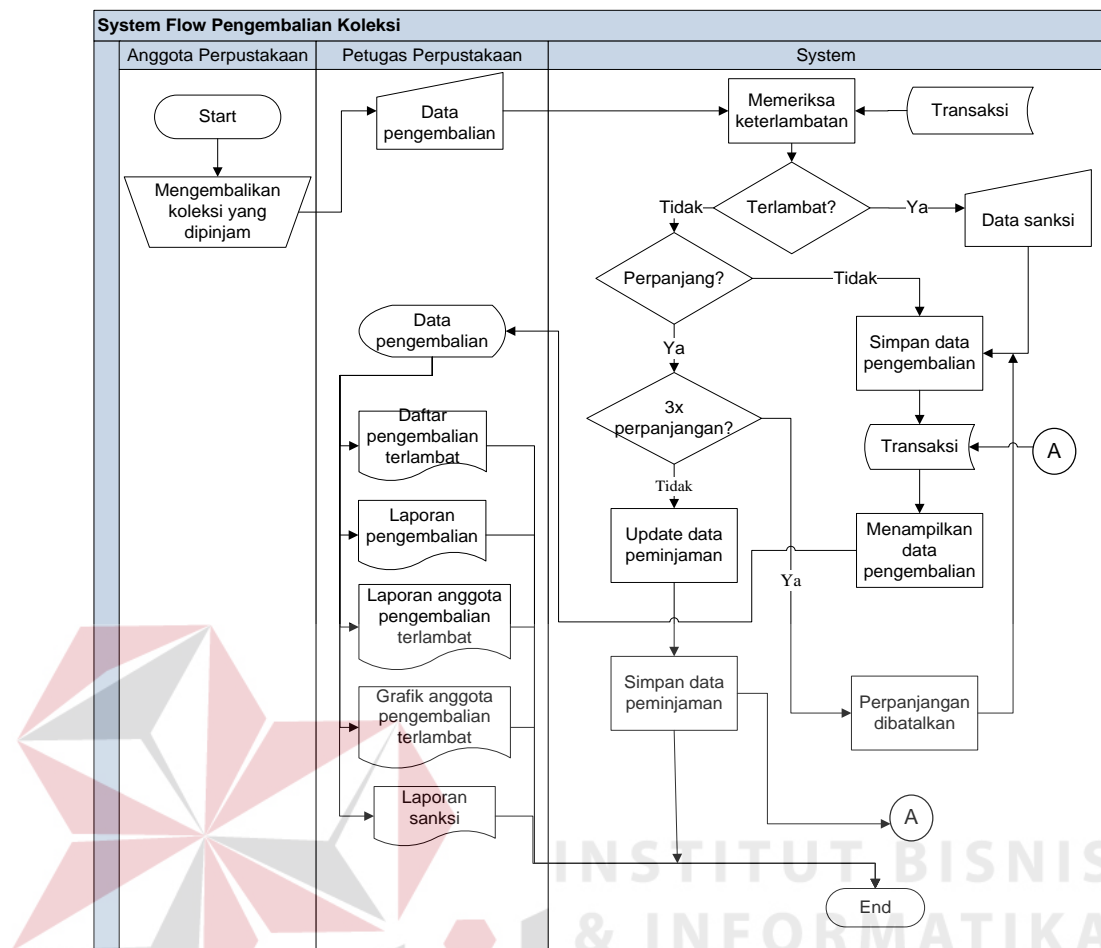 System Flow Pengembalian Koleksi
Anggota Perpustakaan
Petugas Perpustakaan
System
Start
Data
pengembalian
Memeriksa
keterlambatan
Transaksi
Mengembalikan
koleksi yang
dipinjam
Tidak
Terlambat?
Ya
Data sanksi
Perpanjang?
Tidak
Data
pengembalian
Simpan data
pengembalian
Ya
3x
perpanjangan?
Daftar
pengembalian
terlambat
Transaksi
A
Tidak
Laporan
pengembalian
Update data
peminjaman
Menampilkan
data
pengembalian
Ya
Laporan anggota
pengembalian
terlambat
Simpan data
peminjaman
Perpanjangan
dibatalkan
Grafik anggota
pengembalian
terlambat
Laporan
sanksi
A
INSTITUT BISNIS
End
& INFORMATIKA